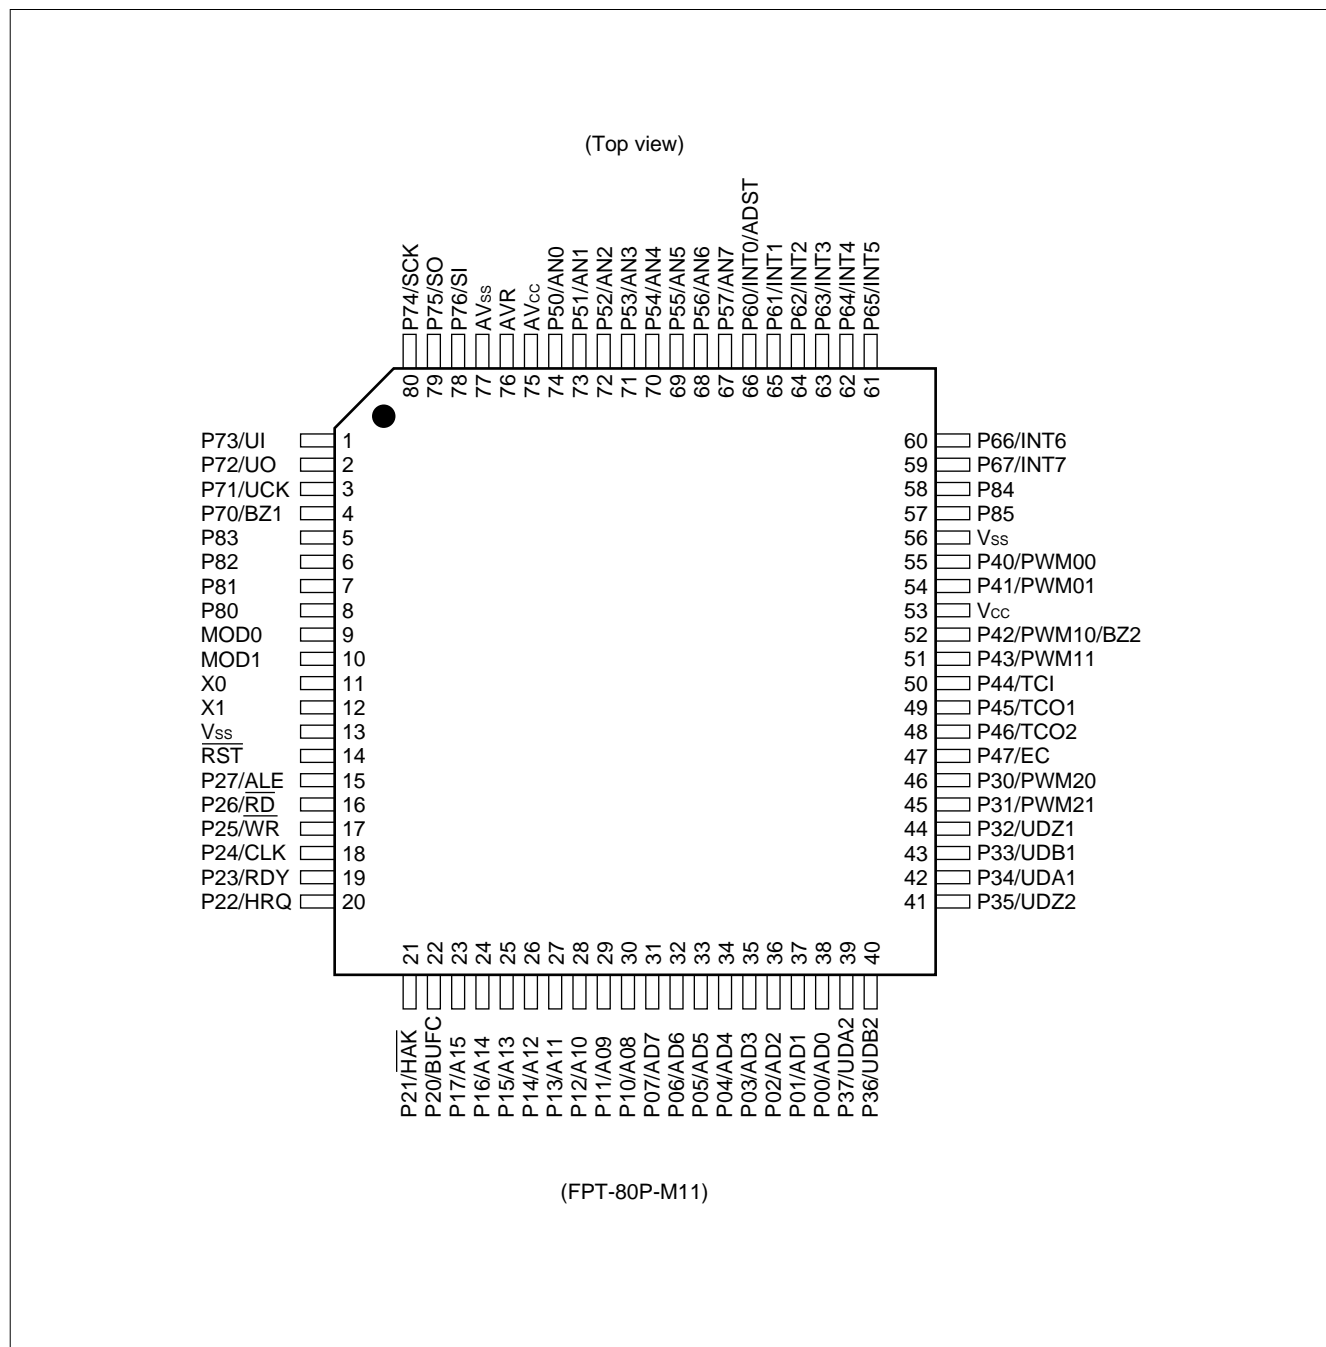 (Top view)
P74/SCK
P75/SO
P76/SI
AVss
AVR
AVcc
P50/AN0
P51/AN1
P52/AN2
P53/AN3
P54/AN4
P55/AN5
P56/AN6
P57/AN7
P60/INT0/ADST
P61/INT1
P62/INT2
P63/INT3
P64/INT4
P65/INT5
80
79
78
77
76
75
74
73
72
71
70
69
68
67
66
65
64
63
62
61
P73/UI 1
P72/UO 2
P71/UCK 3
P70/BZ1 4
P83 5
P82 6
P81 7
P80 8
MOD0 9
MOD1 10
X0 11
X1 12
Vss 13
RST 14
P27/ALE 15
P26/RD 16
P25/WR 17
P24/CLK 18
P23/RDY 19
P22/HRQ 20
60 P66/INT6
59 P67/INT7
58 P84
57 P85
56 Vss
55 P40/PWM00
54 P41/PWM01
53 Vcc
52 P42/PWM10/BZ2
51 P43/PWM11
50 P44/TCI
49 P45/TCO1
48 P46/TCO2
47 P47/EC
46 P30/PWM20
45 P31/PWM21
44 P32/UDZ1
43 P33/UDB1
42 P34/UDA1
41 P35/UDZ2
21
22
23
24
25
26
27
28
29
30
31
32
33
34
35
36
37
38
39
40
P21/HAK
P20/BUFC
P17/A15
P16/A14
P15/A13
P14/A12
P13/A11
P12/A10
P11/A09
P10/A08
P07/AD7
P06/AD6
P05/AD5
P04/AD4
P03/AD3
P02/AD2
P01/AD1
P00/AD0
P37/UDA2
P36/UDB2
(FPT-80P-M11)